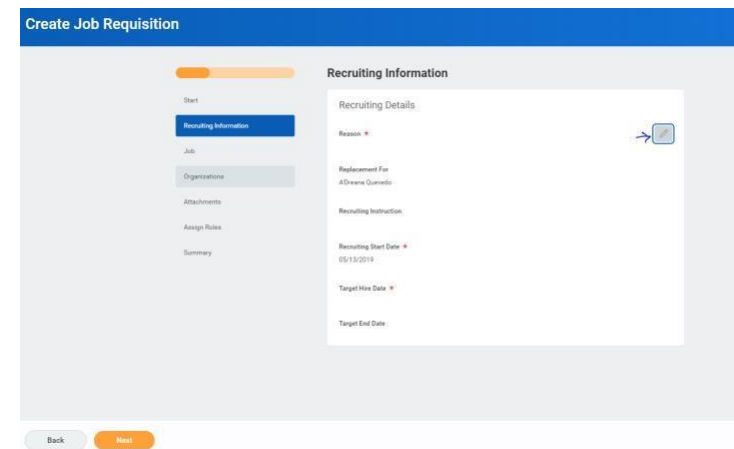 Create Job Requisition
Start
Recruiting Information
Job
Organizations
Attachments
Assign Roles
Summary
Recruiting Information
Recruiting Details
Reason *
Replacement For
A'Dreana Quevedo
Recruiting Instruction
Recruiting Start Date *
05/13/2019
Target Hire Date *
Target End Date
Back
Next